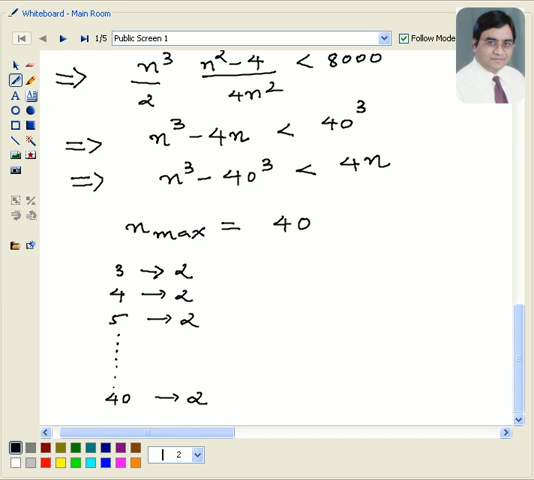 Whiteboard - Main Room
1/5 Public Screen 1 Follow Mode
=> n³/2 (n² - 4)/4n² < 8000
=> n³ - 4n < 40³
=> n³ - 40³ < 4n
n max = 40
3 → 2
4 → 2
5 → 2
40 → 2
A A
2